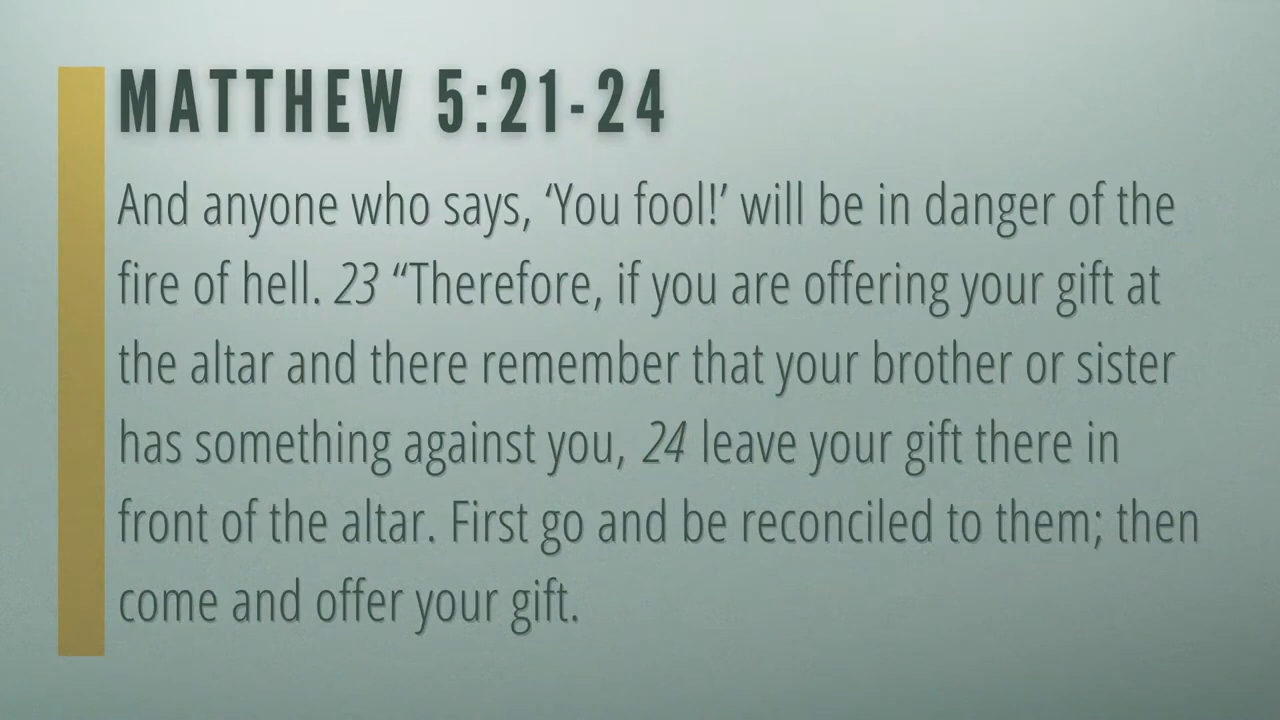 MATTHEW 5:21-24
And anyone who says, ‘You fool!’ will be in danger of the
fire of hell. 23 “Therefore, if you are offering your gift at
the altar and there remember that your brother or sister
has something against you, 24 leave your gift there in
front of the altar. First go and be reconciled to them; then
come and offer your gift.